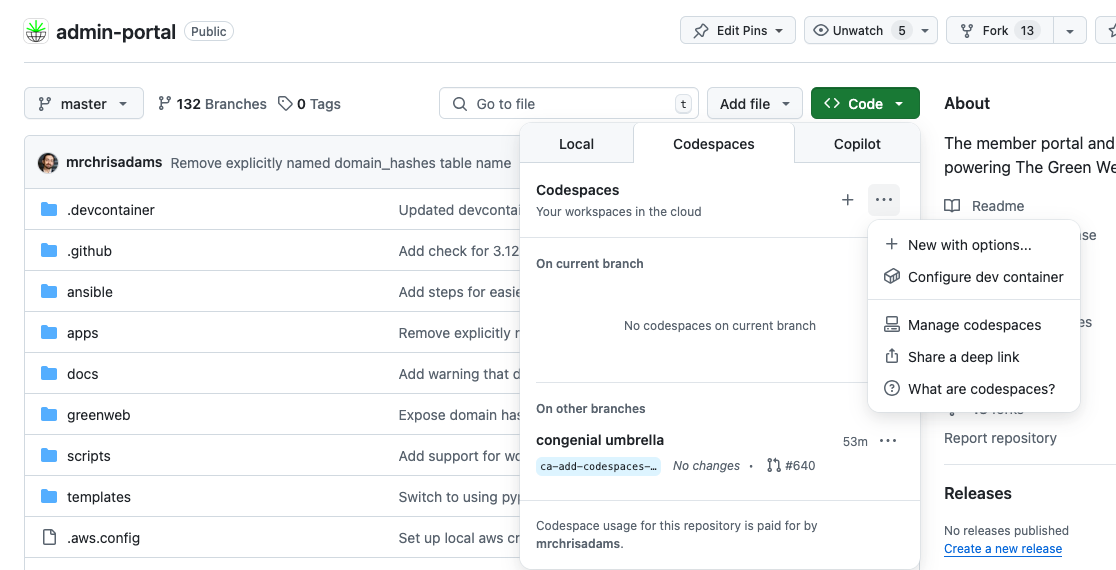 admin-portal Public Edit Pins Unwatch 5 Fork 13
master 132 Branches 0 Tags Go to file t Add file Code
About
The member portal and
powering The Green We
Readme
Local Codespaces Copilot
Codespaces
Your workspaces in the cloud
New with options...
Configure dev container
Manage codespaces
Share a deep link
What are codespaces?
On current branch
No codespaces on current branch
On other branches
congenial umbrella 53m
ca-add-codespaces-… No changes • #640
Codespace usage for this repository is paid for by
mrchrisadams.
mrchrisadams Remove explicitly named domain_hashes table name
.devcontainer Updated devcontai
.github Add check for 3.12
ansible Add steps for easie
apps Remove explicitly n
docs Add warning that d
greenweb Expose domain has
scripts Add support for wo
templates Switch to using pyp
.aws.config Set up local aws cr
Report repository
Releases
No releases published
Create a new release